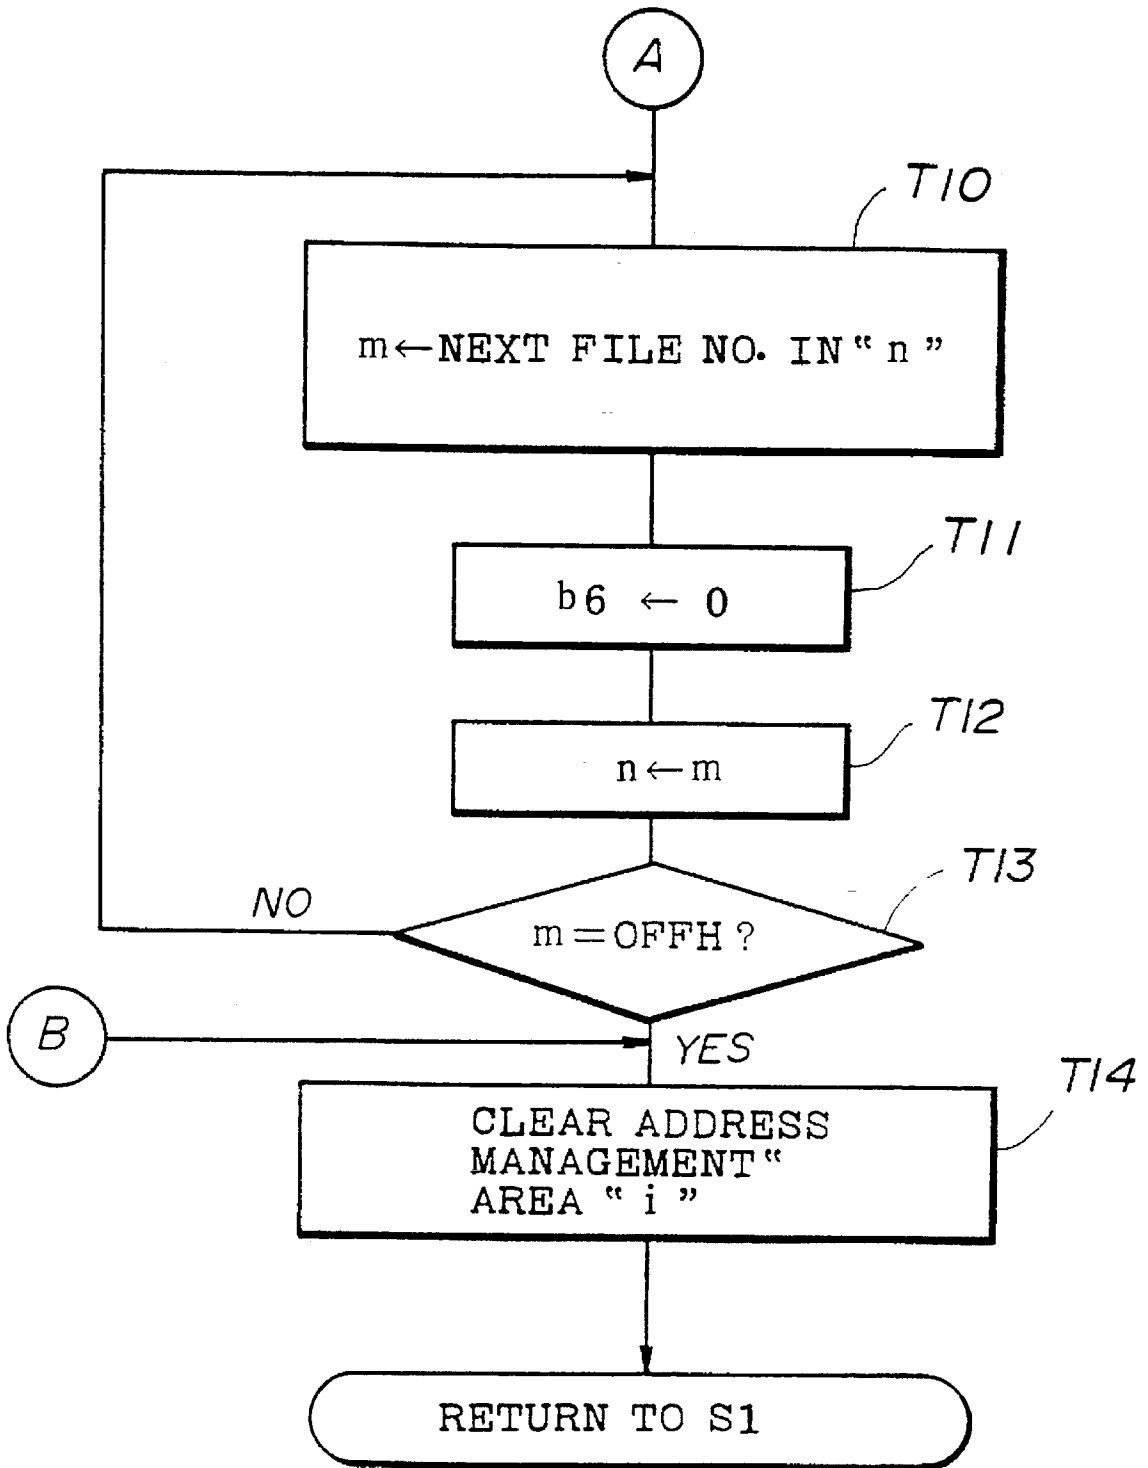 A
T10
m←NEXT FILE NO. IN “ n ”
T11
b6 ← 0
T12
n←m
T13
NO
m=OFFH ?
B
YES
T14
CLEAR ADDRESS
MANAGEMENT “
AREA “ i ”
RETURN TO S1